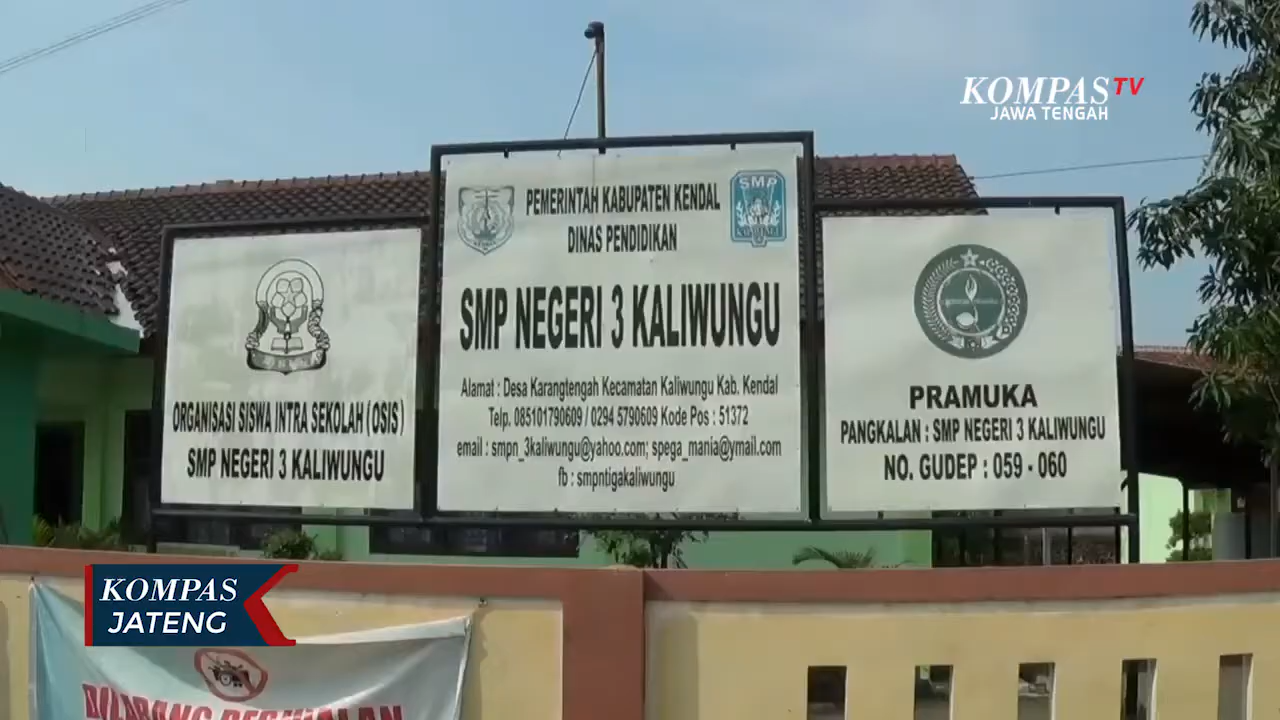 KOMPAS TV
JAWA TENGAH
PEMERINTAH KABUPATEN KENDAL
DINAS PENDIDIKAN
SMP
SMP NEGERI 3 KALIWUNGU
Alamat : Desa Karangtengah Kecamatan Kaliwungu Kab. Kendal
Telp. 085101790609 / 0294 5790609 Kode Pos : 51372
email : smpn_3kaliwungu@yahoo.com; spega_mania@ymail.com
fb : smpntigakaliwungu
ORGANISASI SISWA INTRA SEKOLAH (OSIS)
SMP NEGERI 3 KALIWUNGU
PRAMUKA
PANGKALAN : SMP NEGERI 3 KALIWUNGU
NO. GUDEP : 059 - 060
KOMPAS
JATENG
DILARANG BERJUALAN